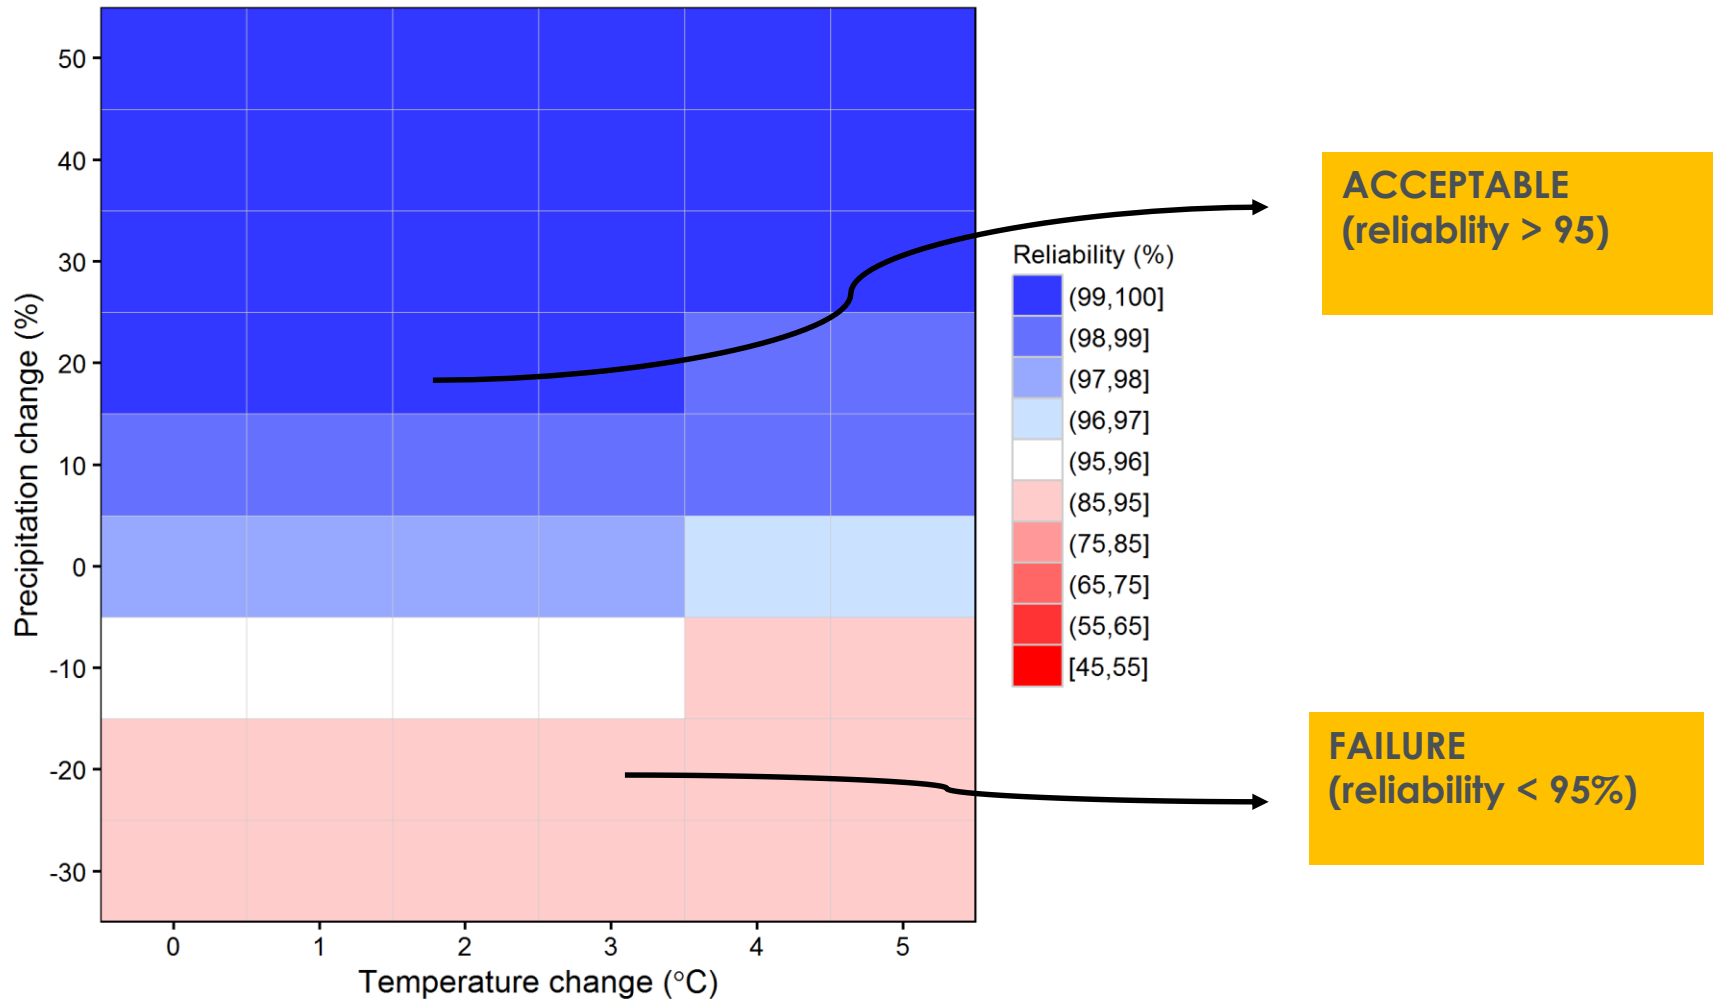 50
40
30
20
10
0
-10
-20
-30
Precipitation change (%)
0 1 2 3 4 5
Temperature change (°C)
Reliability (%)
(99,100]
(98,99]
(97,98]
(96,97]
(95,96]
(85,95]
(75,85]
(65,75]
(55,65]
[45,55]
ACCEPTABLE
(reliablity > 95)
FAILURE
(reliability < 95%)